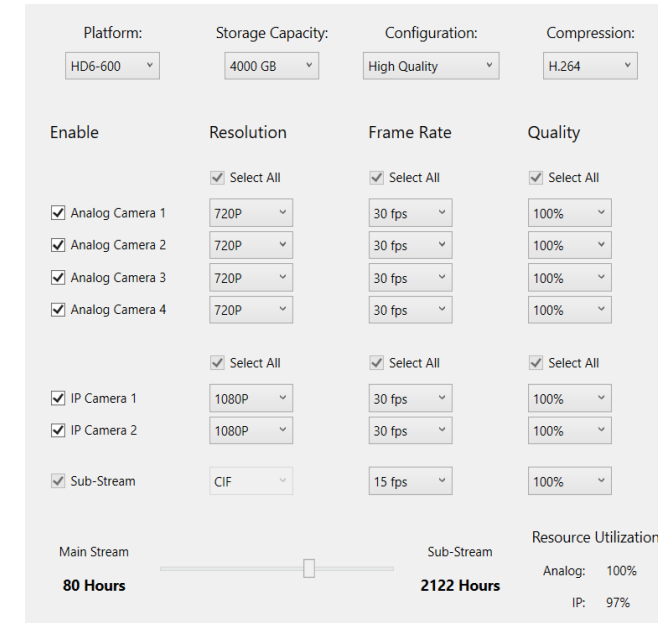 Platform: Storage Capacity: Configuration: Compression:
HD6-600 4000 GB High Quality H.264
Enable Resolution Frame Rate Quality
Select All Select All Select All
Analog Camera 1 720P 30 fps 100%
Analog Camera 2 720P 30 fps 100%
Analog Camera 3 720P 30 fps 100%
Analog Camera 4 720P 30 fps 100%
Select All Select All Select All
IP Camera 1 1080P 30 fps 100%
IP Camera 2 1080P 30 fps 100%
Sub-Stream CIF 15 fps 100%
Resource Utilization
Main Stream Sub-Stream
Analog: 100%
80 Hours 2122 Hours
IP: 97%